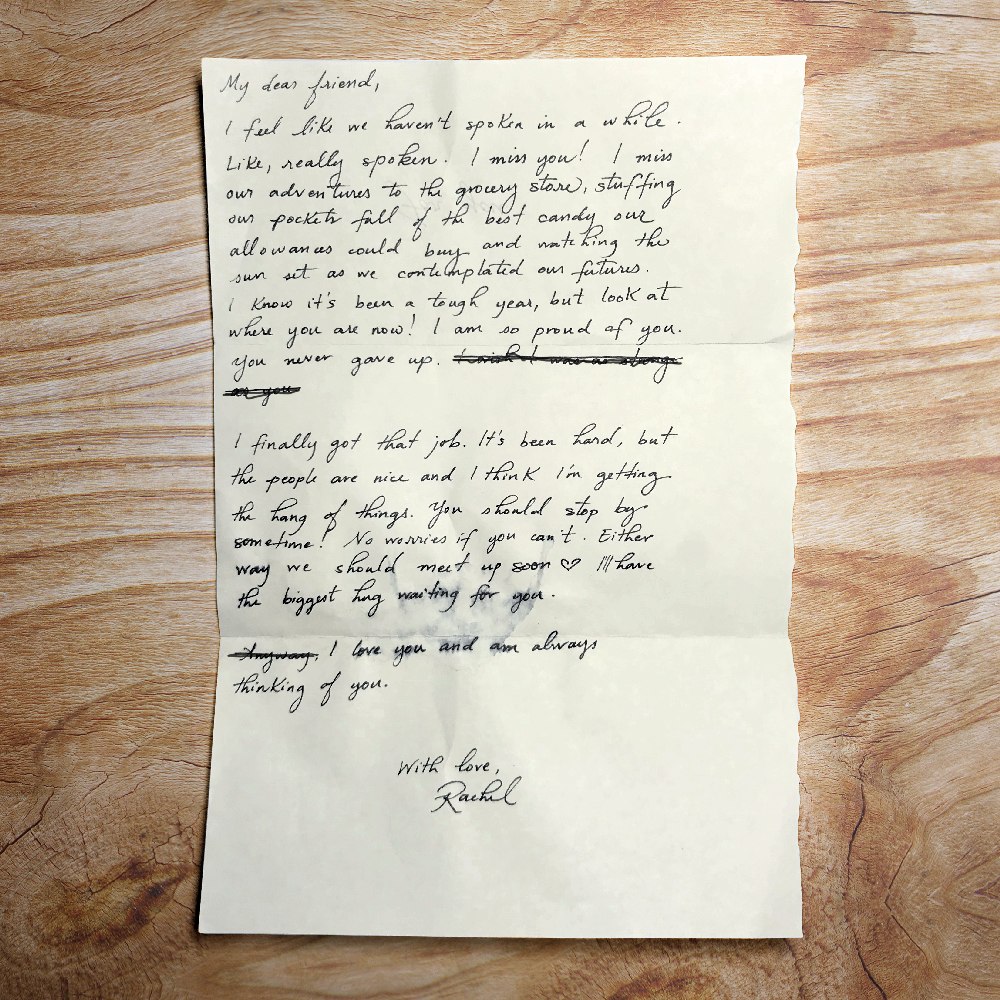 My dear friend,
I feel like we haven't spoken in a while.
Like, really spoken. I miss you! I miss
our adventures to the grocery store, stuffing
our pockets full of the best candy our
allowances could buy and watching the
sun set as we contemplated our futures.
I know it's been a tough year, but look at
where you are now! I am so proud of you.
You never gave up. I wish I was as strong
as you
I finally got that job. It's been hard, but
the people are nice and I think I'm getting
the hang of things. You should stop by
sometime! No worries if you can't. Either
way we should meet up soon ♡ I'll have
the biggest hug waiting for you.
Anyway, I love you and am always
thinking of you.
With love,
Rachel